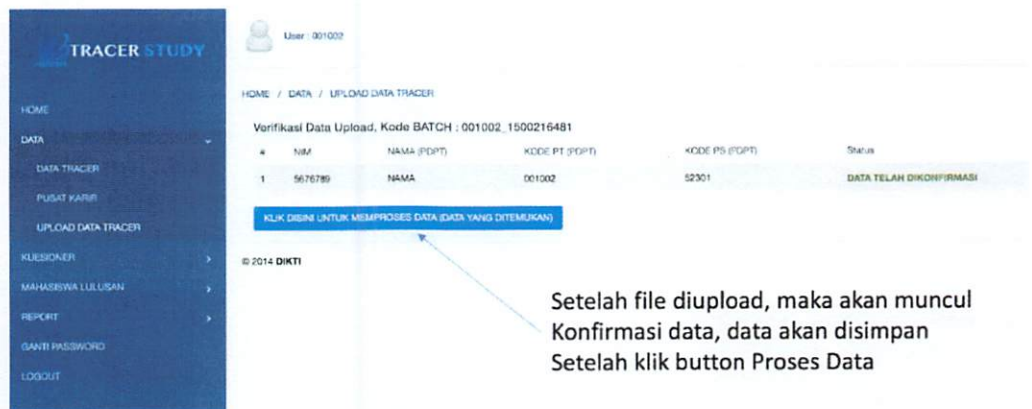 TRACER STUDY
User : 001002
HOME / DATA / UPLOAD DATA TRACER
HOME
DATA
DATA TRACER
PUSAT KARIR
UPLOAD DATA TRACER
KUESIONER
MAHASISWA LULUSAN
REPORT
GANTI PASSWORD
LOGOUT
Verifikasi Data Upload, Kode BATCH : 001002_1500216481
# NIM NAMA (PDPT) KODE PT (PDPT) KODE PS (PDPT) Status
1 5676789 NAMA 001002 52301 DATA TELAH DIKONFIRMASI
KLIK DISINI UNTUK MEMPROSES DATA (DATA YANG DITEMUKAN)
© 2014 DIKTI
Setelah file diupload, maka akan muncul
Konfirmasi data, data akan disimpan
Setelah klik button Proses Data